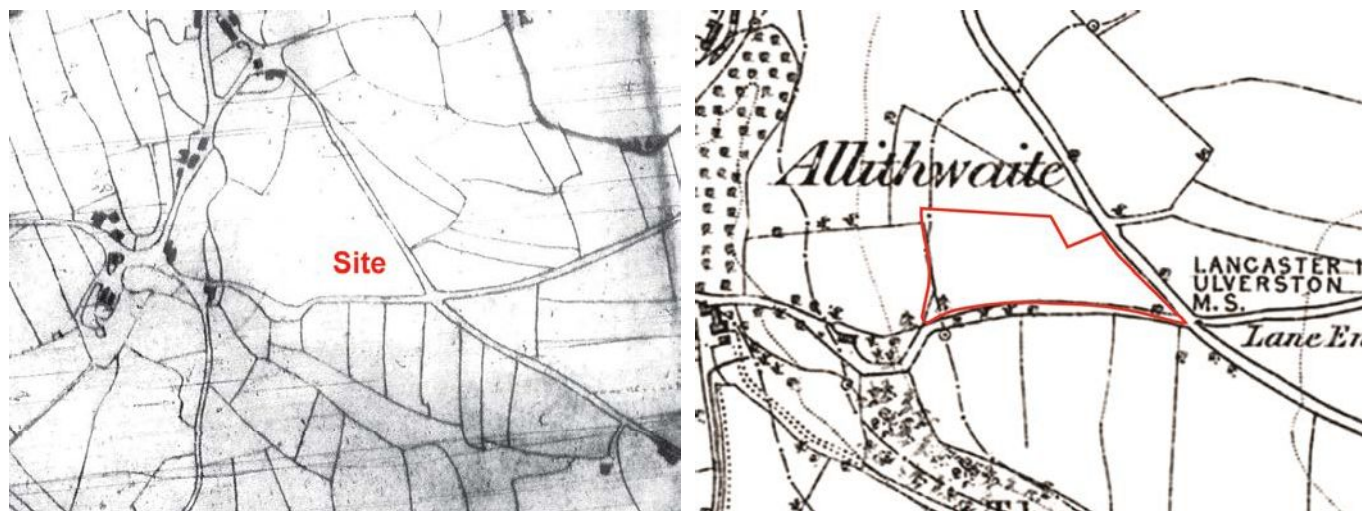 Site
Allithwaite
LANCASTER
ULVERSTON
M.S.
Lane En